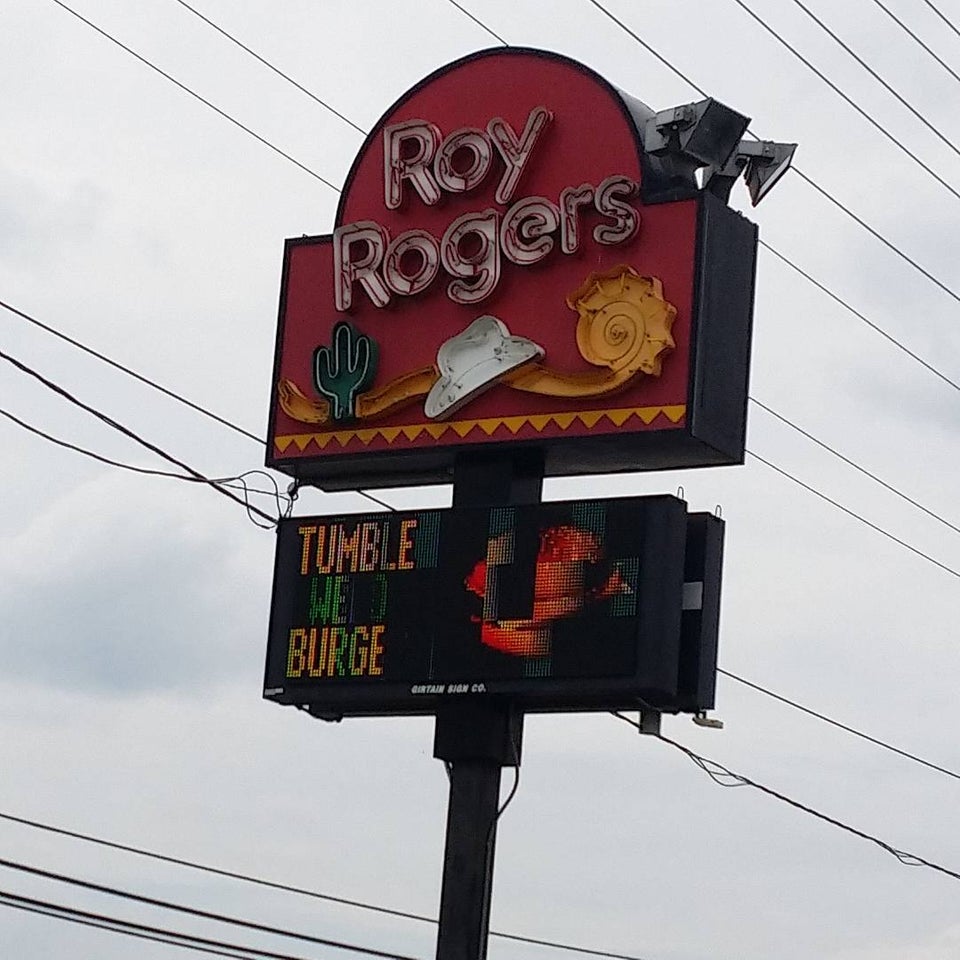 Roy
Rogers
TUMBLE
BURGE
GIRTAIN SIGN CO.